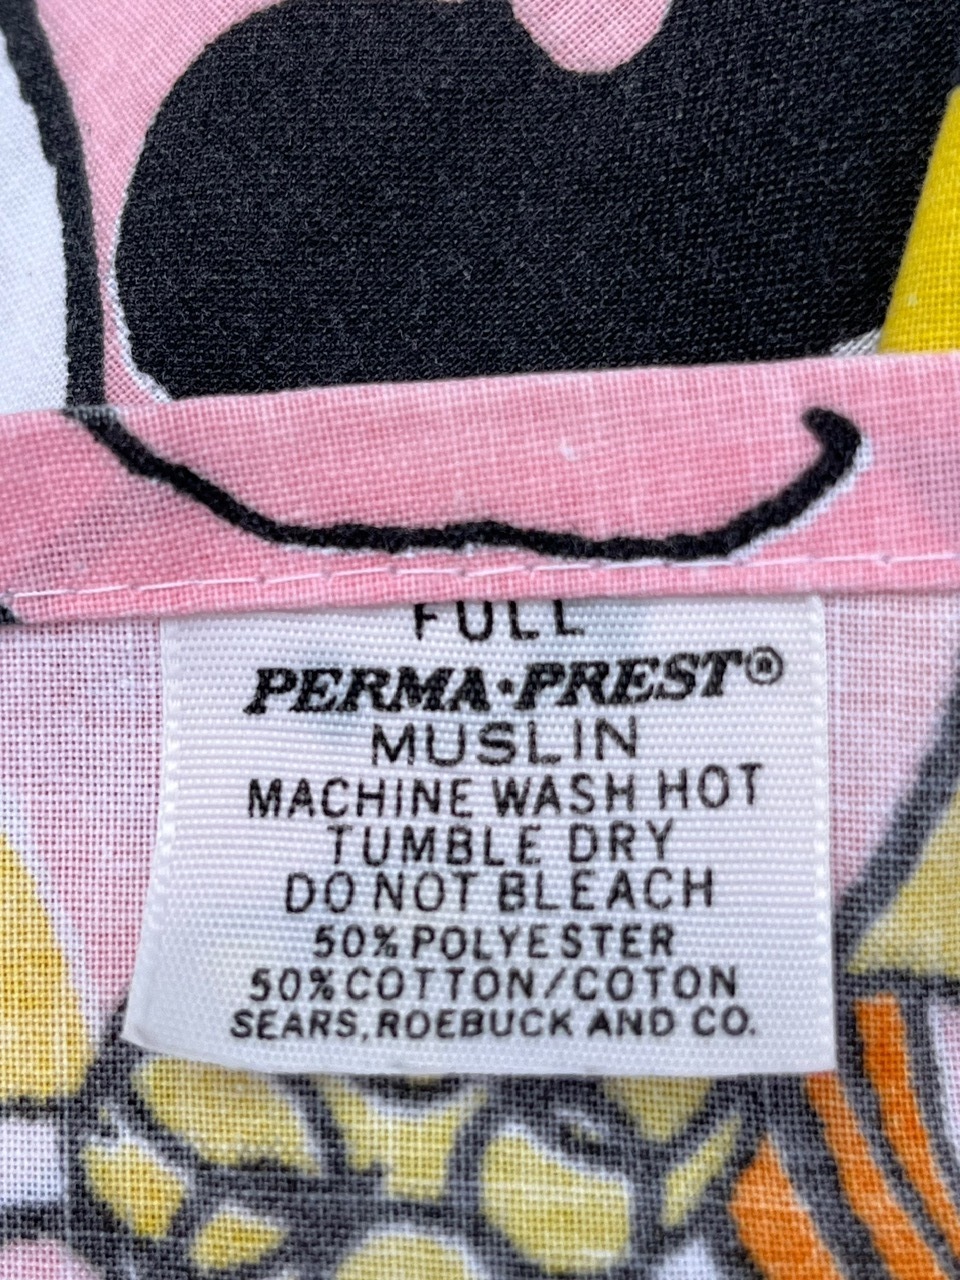 FULL
PERMA·PREST®
MUSLIN
MACHINE WASH HOT
TUMBLE DRY
DO NOT BLEACH
50% POLYESTER
50% COTTON/COTON
SEARS, ROEBUCK AND CO.